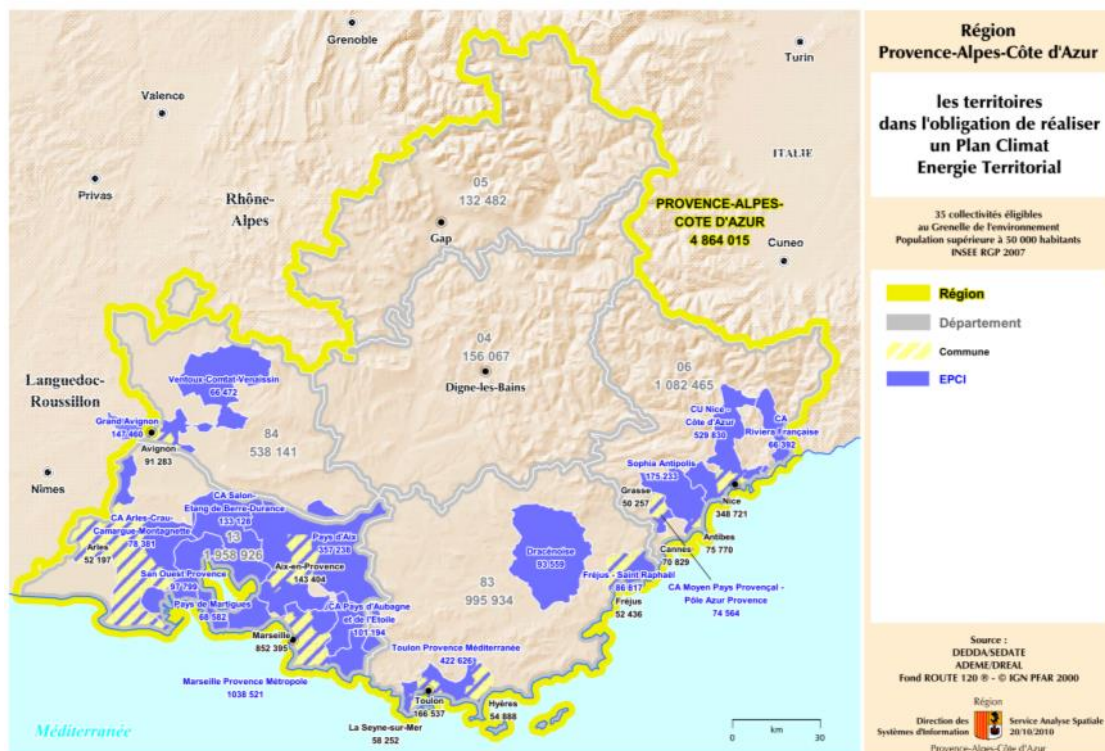 Grenoble
Turin
Valence
ITALIE
Privas
Rhône-
Alpes
05
132 482
Gap
PROVENCE-ALPES-
COTE D'AZUR
4 864 015
Cuneo
04
156 067
Digne-les-Bains
06
1 082 465
Languedoc-
Roussillon
Ventoux-Comtat-Venaissin
66 472
Grand Avignon
147 460
Avignon
91 283
84
538 141
Nîmes
CU Nice -
Côte d'Azur
529 830
CA
Riviera Française
66 392
Sophia Antipolis
175 233
Grasse
50 257
Nice
348 721
Antibes
75 770
Cannes
70 829
CA Salon-
Etang de Berre-Durance
133 128
CA Arles-Crau-
Camargue-Montagnette
78 381
Arles
52 197
13
1 958 926
Pays d'Aix
357 238
Aix-en-Provence
143 404
San Ouest Provence
97 799
Pays de Martigues
68 582
CA Pays d'Aubagne
et de l'Etoile
101 194
Marseille
852 395
Marseille Provence Métropole
1038 521
Dracénoise
93 559
83
995 934
Fréjus - Saint Raphaël
86 817
Fréjus
52 436
CA Moyen Pays Provençal -
Pôle Azur Provence
74 564
Toulon Provence Méditerranée
422 626
Toulon
166 537
Hyères
54 888
La Seyne-sur-Mer
58 252
Méditerranée
0 30
km
Région
Provence-Alpes-Côte d'Azur
les territoires
dans l'obligation de réaliser
un Plan Climat
Energie Territorial
35 collectivités éligibles
au Grenelle de l'environnement
Population supérieure à 50 000 habitants
INSEE RGP 2007
Région
Département
Commune
EPCI
Source :
DEDDA/SEDATE
ADEME/DREAL
Fond ROUTE 120 ® - © IGN PFAR 2000
Région
Direction des Systèmes d'Information
Service Analyse Spatiale
20/10/2010
Provence-Alpes-Côte d'Azur